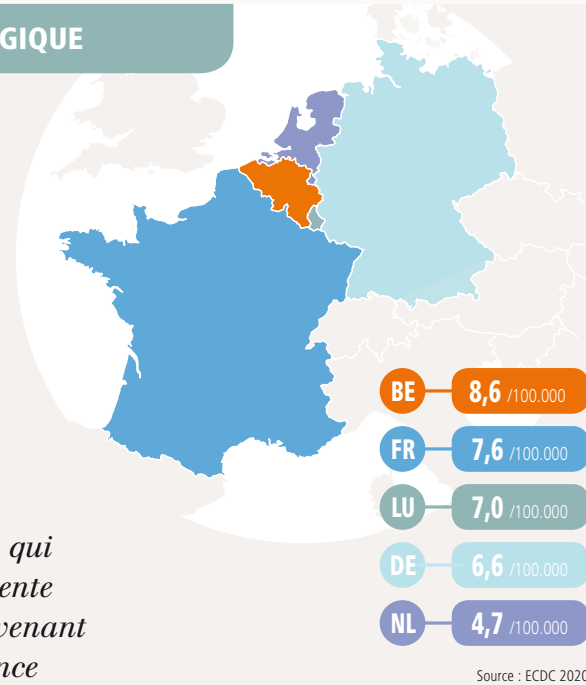 GIQUE
BE 8,6 /100.000
FR 7,6 /100.000
LU 7,0 /100.000
DE 6,6 /100.000
NL 4,7 /100.000
qui
ente
venant
nce
Source : ECDC 2020